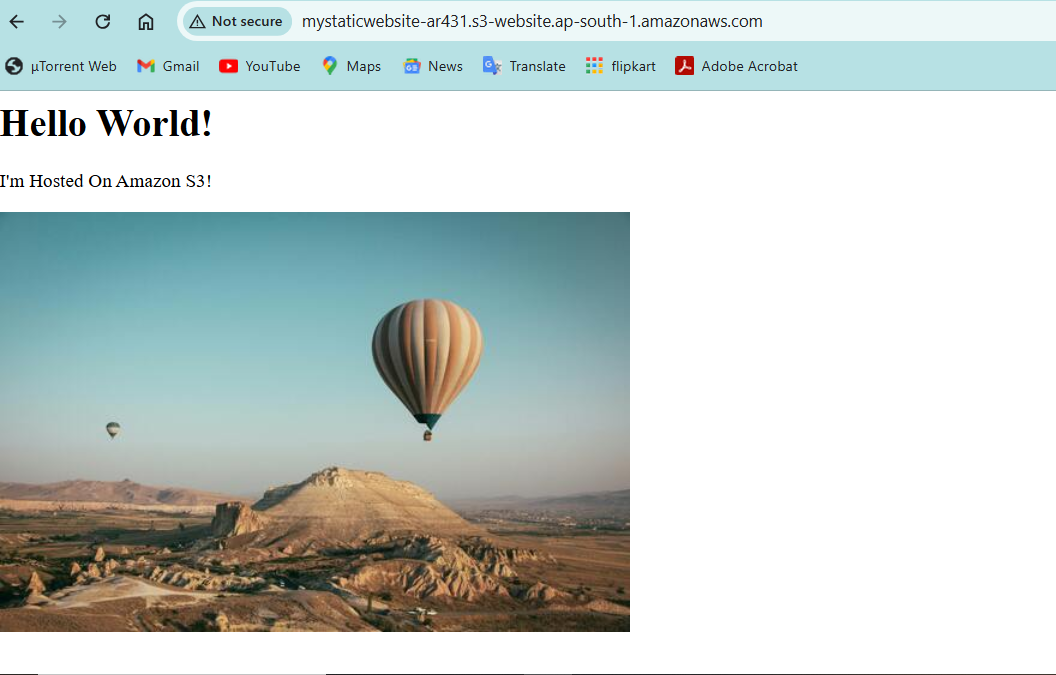 Not secure mystaticwebsite-ar431.s3-website.ap-south-1.amazonaws.com
µTorrent Web Gmail YouTube Maps News Translate flipkart Adobe Acrobat
Hello World!
I'm Hosted On Amazon S3!